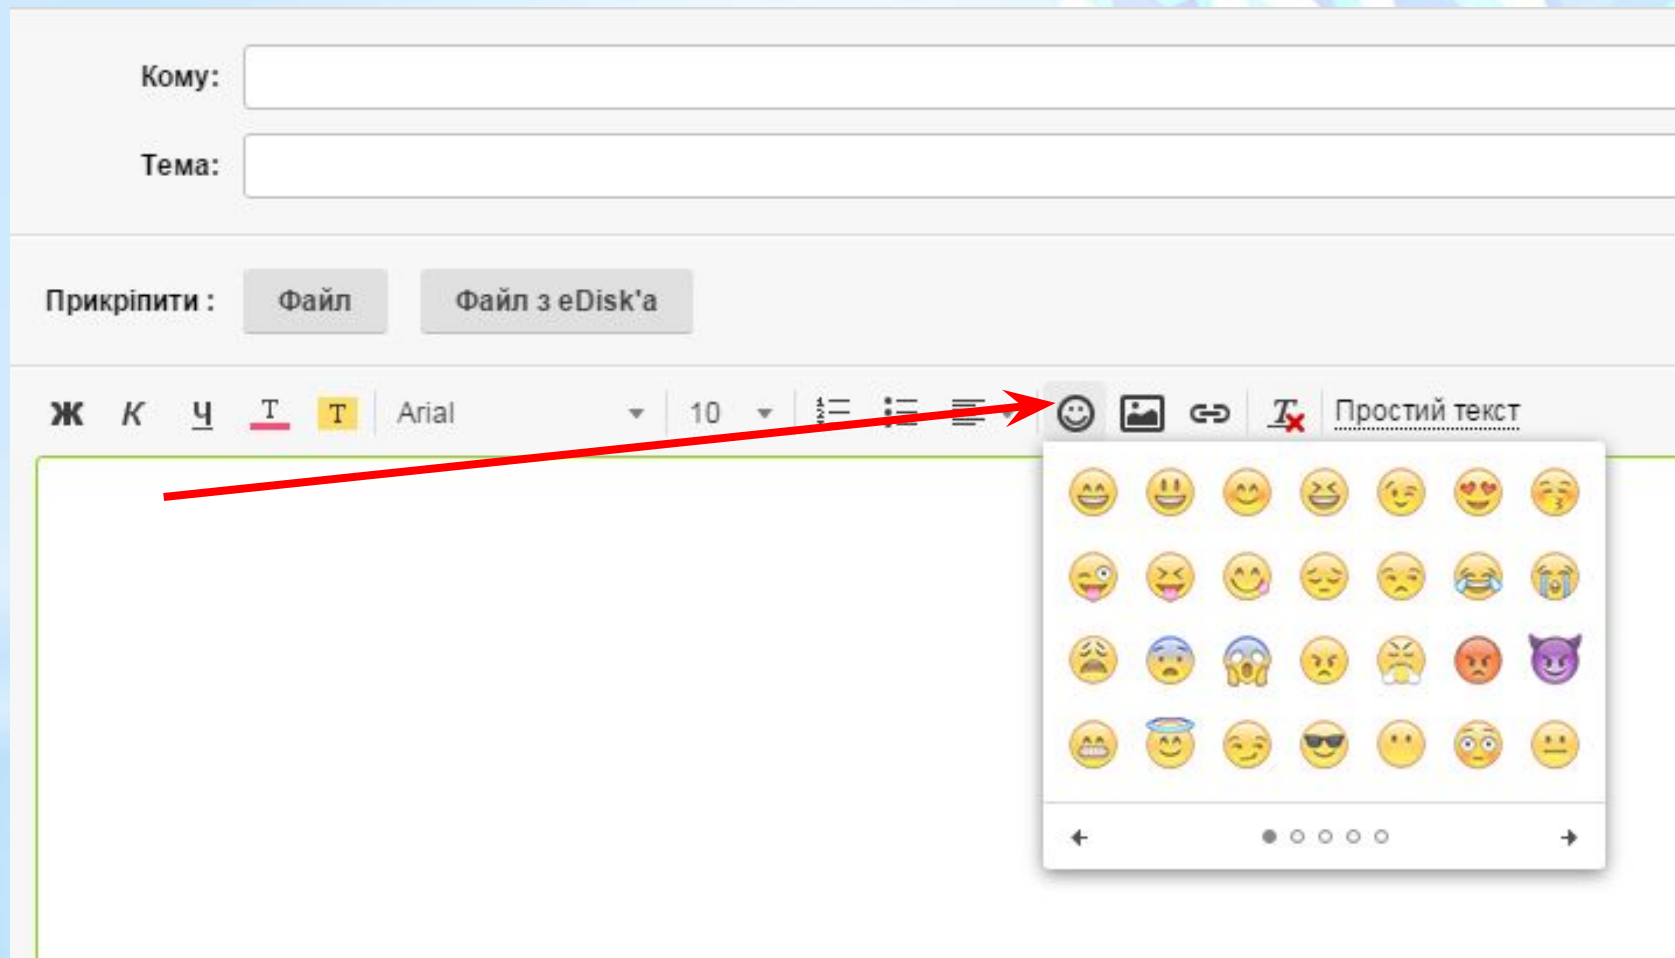 Кому:
Тема:
Прикріпити : Файл Файл з eDisk'а
Ж К Ч Т Т Arial 10 Простий текст